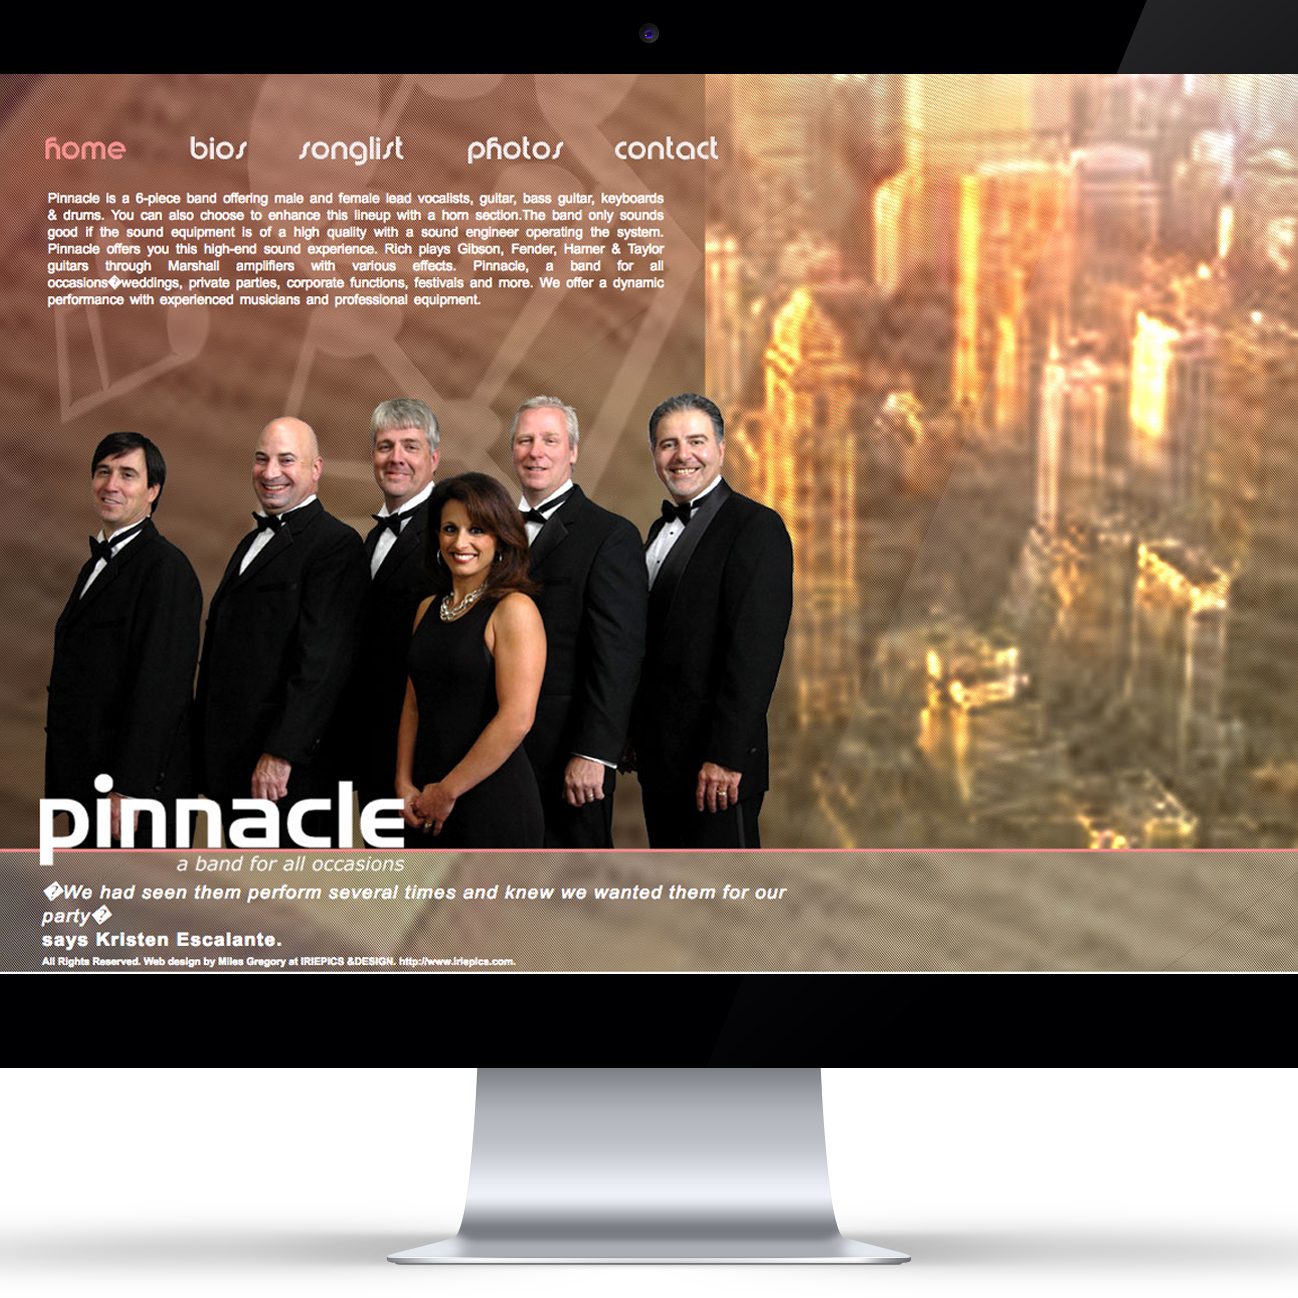 home bios songlist photos contact
Pinnacle is a 6-piece band offering male and female lead vocalists, guitar, bass guitar, keyboards
& drums. You can also choose to enhance this lineup with a horn section.The band only sounds
good if the sound equipment is of a high quality with a sound engineer operating the system.
Pinnacle offers you this high-end sound experience. Rich plays Gibson, Fender, Hamer & Taylor
guitars through Marshall amplifiers with various effects. Pinnacle, a band for all
occasions�weddings, private parties, corporate functions, festivals and more. We offer a dynamic
performance with experienced musicians and professional equipment.
pinnacle
a band for all occasions
�We had seen them perform several times and knew we wanted them for our
party�
says Kristen Escalante.
All Rights Reserved. Web design by Miles Gregory at IRIEPICS &DESIGN. http://www.iriepics.com.